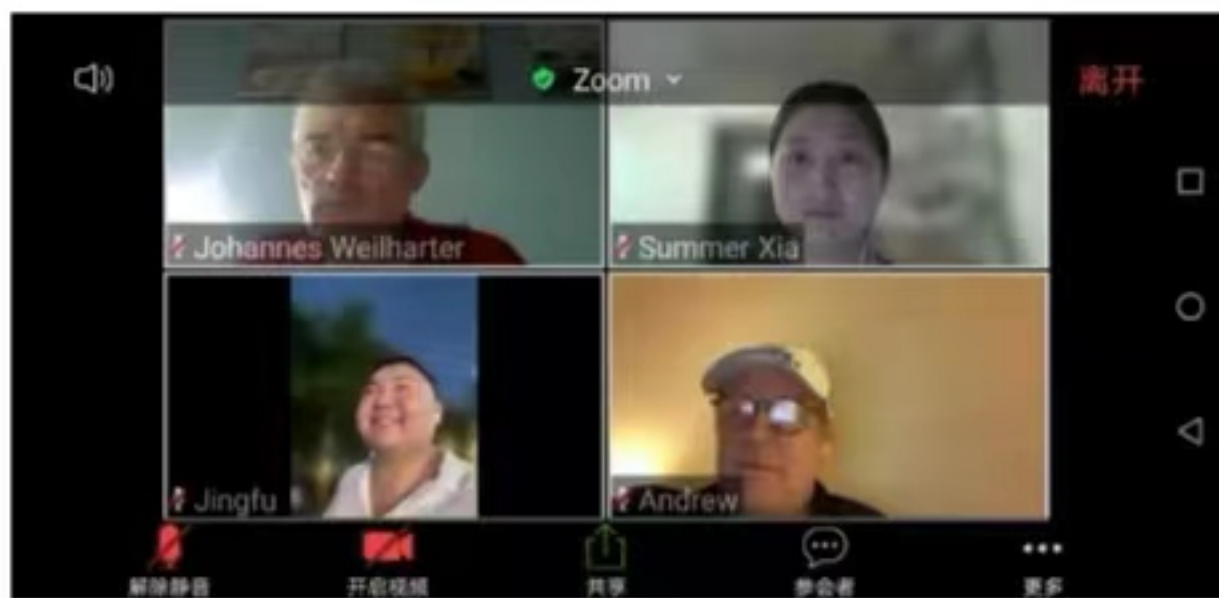 Zoom
离开
Johannes Weilharter
Summer Xia
Jingfu
Andrew
解除静音
开启视频
共享
参会者
更多